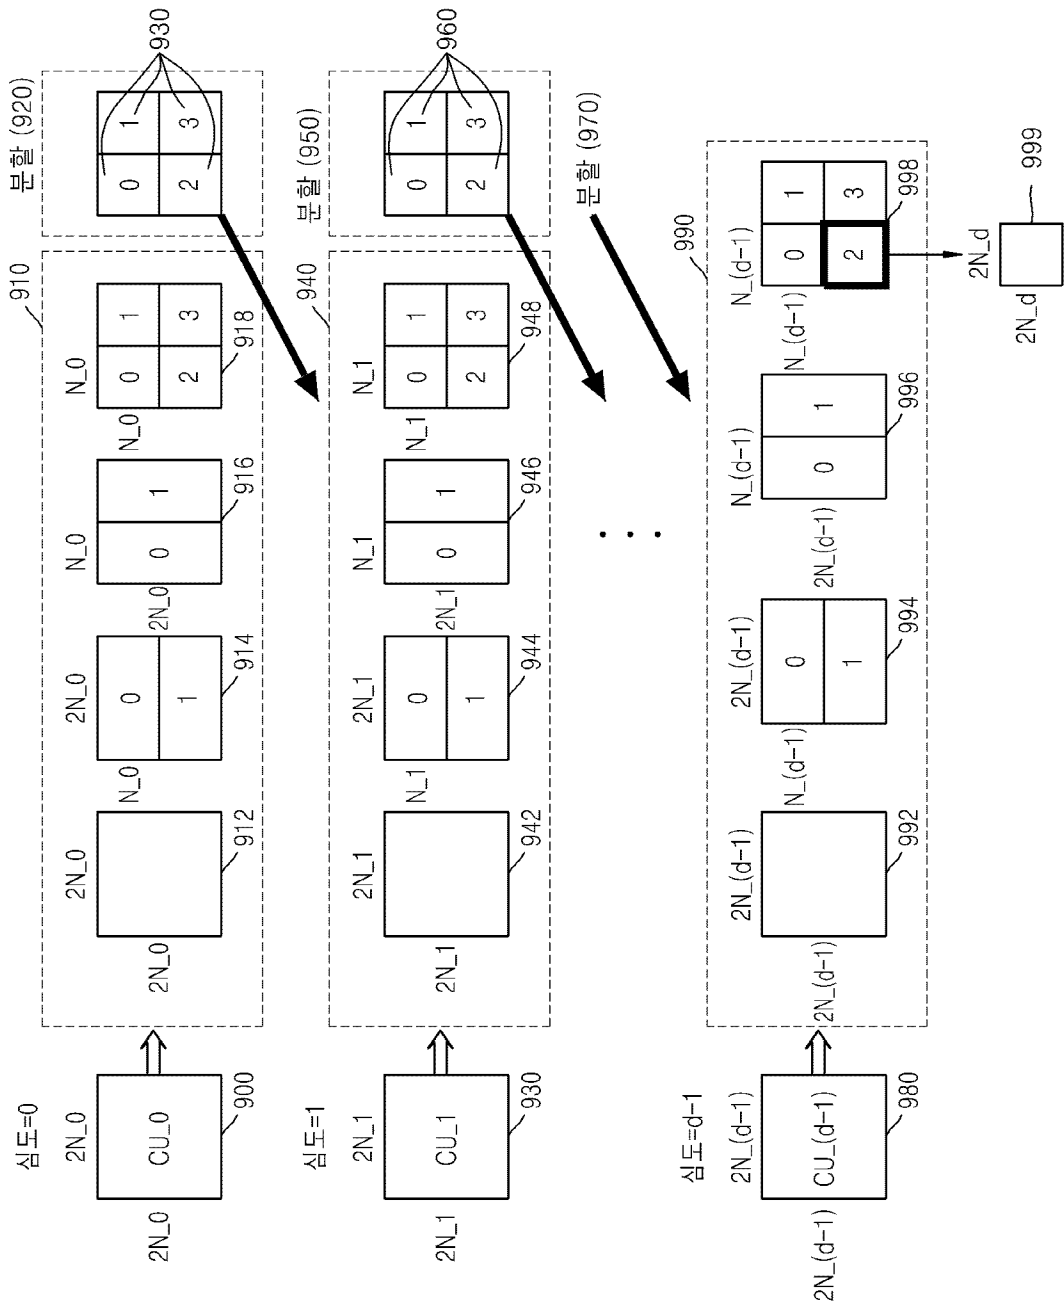 심도=0
2N_0
2N_0
CU_0
900
910
2N_0
2N_0
912
2N_0
N_0
0
1
914
N_0
2N_0
0
1
916
N_0
N_0
0
1
2
3
918
분할 (920)
0
1
2
3
930
심도=1
2N_1
2N_1
CU_1
930
940
2N_1
2N_1
942
2N_1
N_1
0
1
944
N_1
2N_1
0
1
946
N_1
N_1
0
1
2
3
948
분할 (950)
0
1
2
3
960
분할 (970)
. . .
심도=d-1
2N_(d-1)
2N_(d-1)
CU_(d-1)
980
990
2N_(d-1)
2N_(d-1)
992
2N_(d-1)
N_(d-1)
0
1
994
N_(d-1)
2N_(d-1)
0
1
996
N_(d-1)
N_(d-1)
0
1
2
3
998
2N_d
2N_d
999